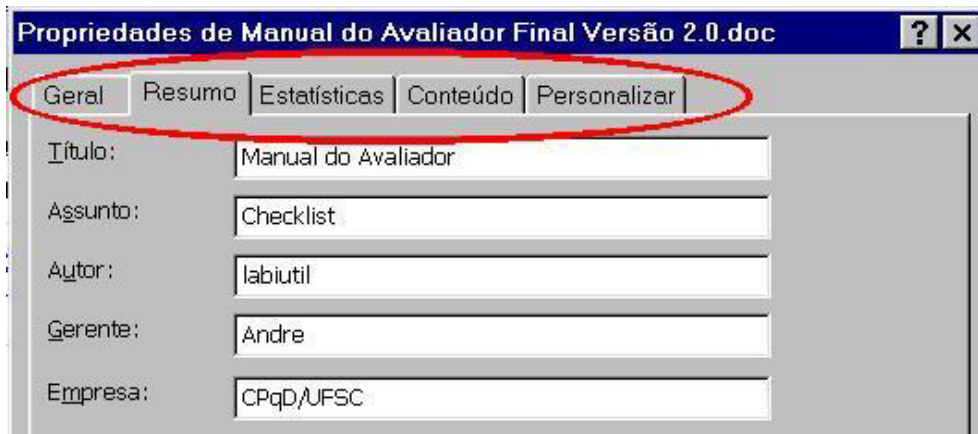 Propriedades de Manual do Avaliador Final Versão 2.0.doc ? ×
Geral Resumo Estatísticas Conteúdo Personalizar
Título: Manual do Avaliador
Assunto: Checklist
Autor: labiutil
Gerente: Andre
Empresa: CPqD/UFSC